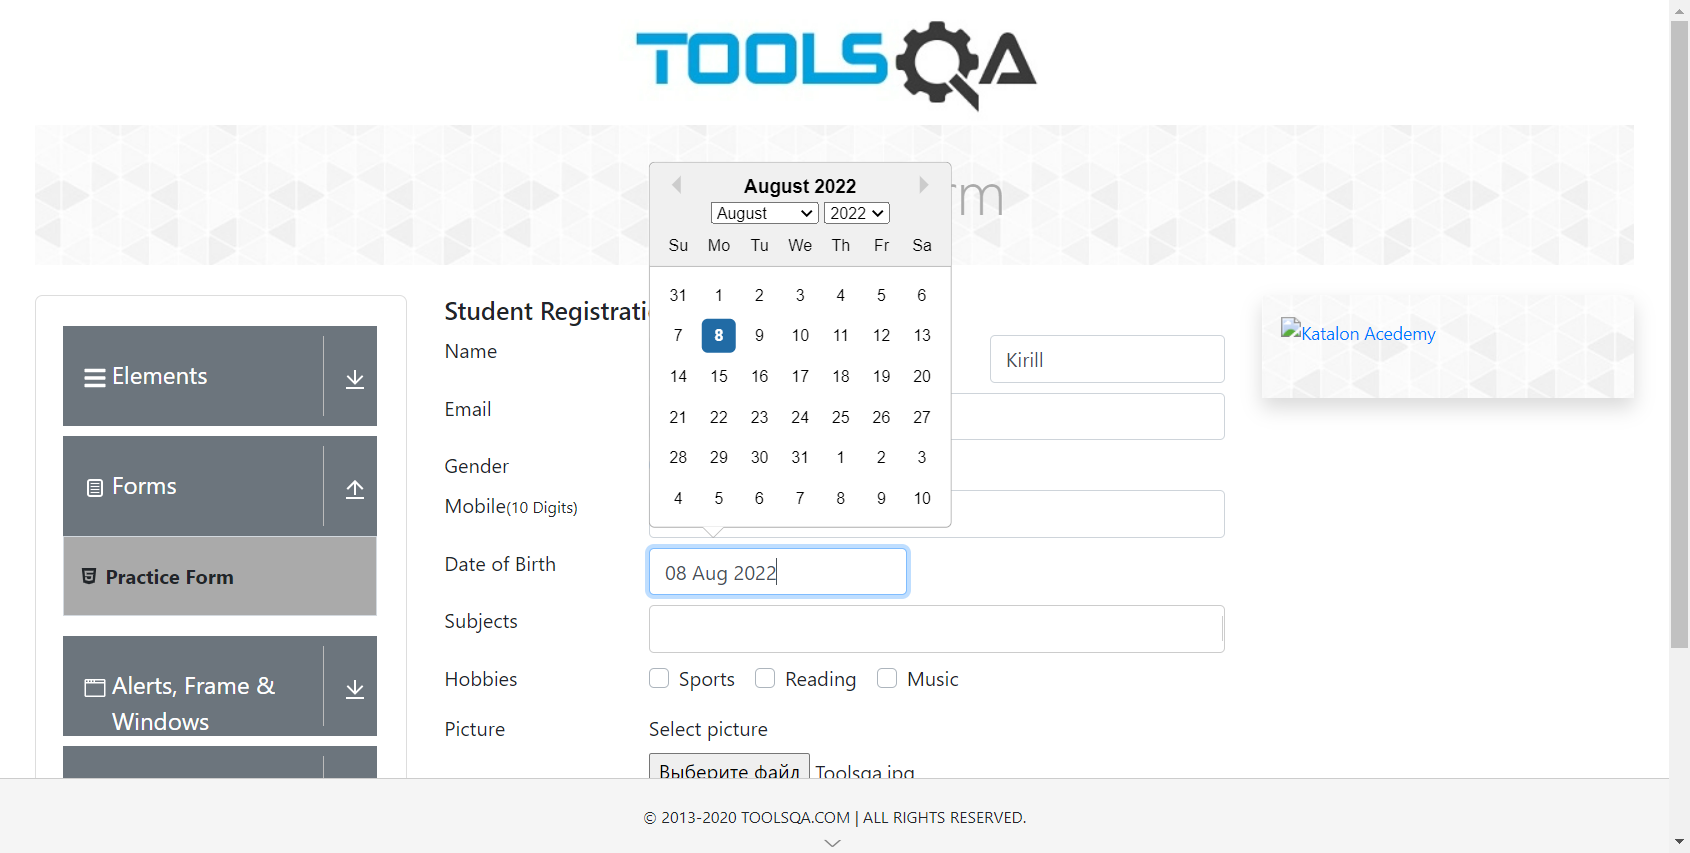 TOOLSQA
rm
August 2022
August 2022
Su Mo Tu We Th Fr Sa
31 1 2 3 4 5 6
7 8 9 10 11 12 13
14 15 16 17 18 19 20
21 22 23 24 25 26 27
28 29 30 31 1 2 3
4 5 6 7 8 9 10
Elements
Forms
Practice Form
Alerts, Frame &
Windows
Student Registrati
Name
Kirill
Email
Gender
Mobile(10 Digits)
Date of Birth
08 Aug 2022
Subjects
Hobbies
Sports Reading Music
Picture
Select picture
Выберите файл Toolsqa.jpg
Katalon Acedemy
© 2013-2020 TOOLSQA.COM | ALL RIGHTS RESERVED.